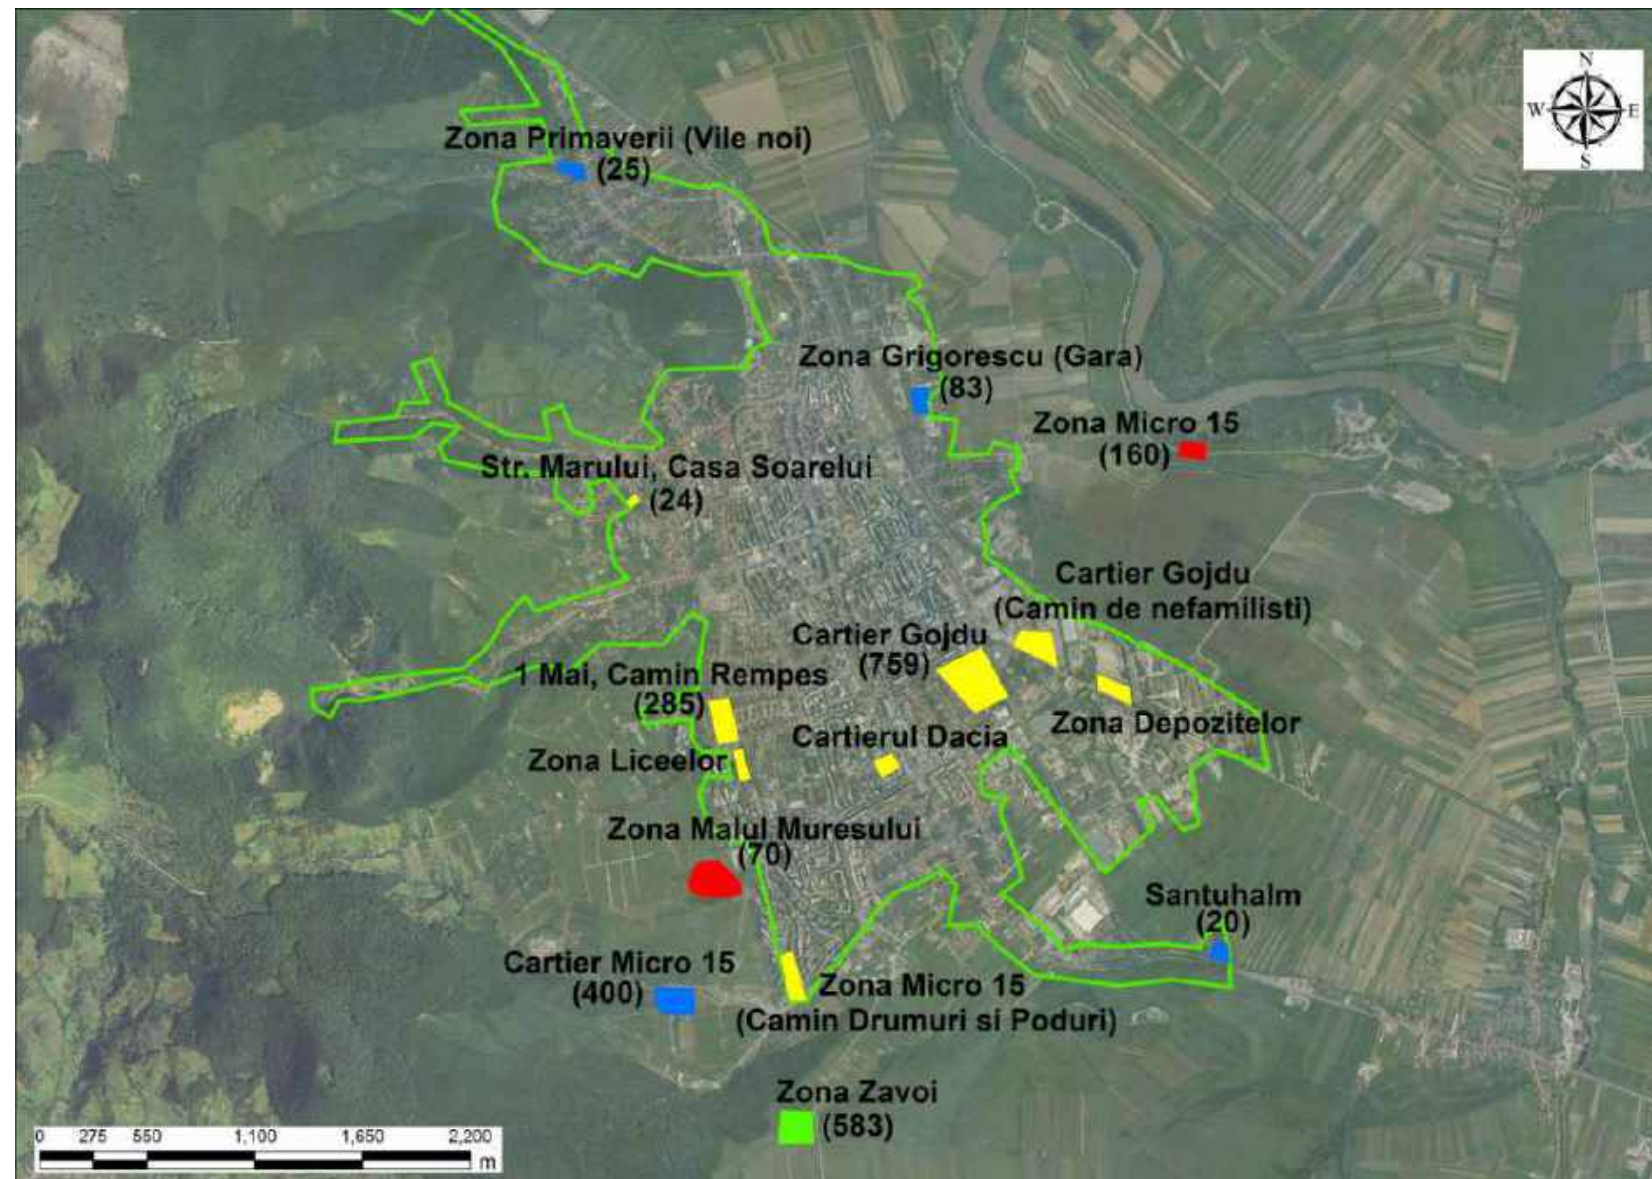 N
W E
S
Zona Primaverii (Vile noi)
(25)
Zona Grigorescu (Gara)
(83)
Zona Micro 15
(160)
Str. Marului, Casa Soarelui
(24)
Cartier Gojdu
(Camin de nefamilisti)
Cartier Gojdu
(759)
1 Mai, Camin Rempes
(285)
Zona Depozitelor
Cartierul Dacia
Zona Liceelor
Zona Malul Muresului
(70)
Santuhalm
(20)
Cartier Micro 15
(400)
Zona Micro 15
(Camin Drumuri si Poduri)
Zona Zavoi
(583)
0 275 550 1,100 1,650 2,200
m